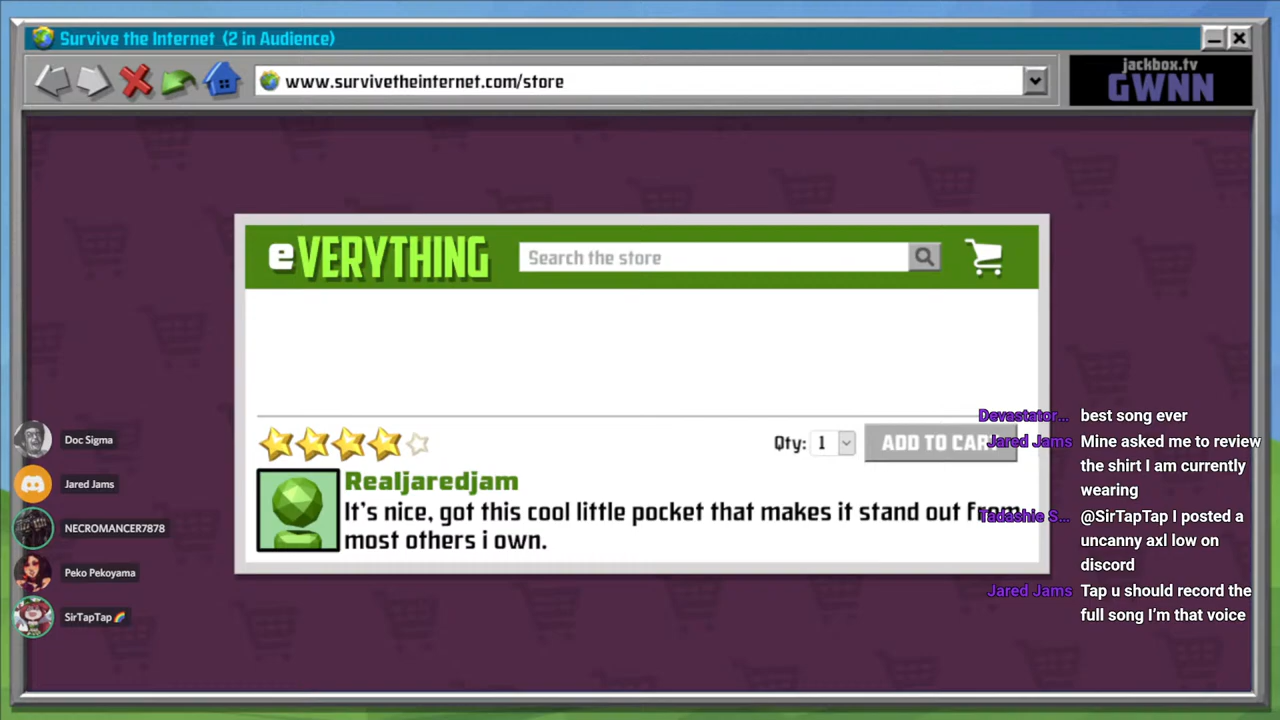 Survive the Internet (2 in Audience)
www.survivetheinternet.com/store
jackbox.tv
GWNN
eVERYTHING
Search the store
Qty: 1
ADD TO CART
Realjaredjam
It's nice, got this cool little pocket that makes it stand out from
most others i own.
Doc Sigma
Jared Jams
NECROMANCER7878
Peko Pekoyama
SirTapTap
Devastator... best song ever
Jared Jams Mine asked me to review
the shirt I am currently
wearing
Tadashie S... @SirTapTap I posted a
uncanny axl low on
discord
Jared Jams Tap u should record the
full song I'm that voice